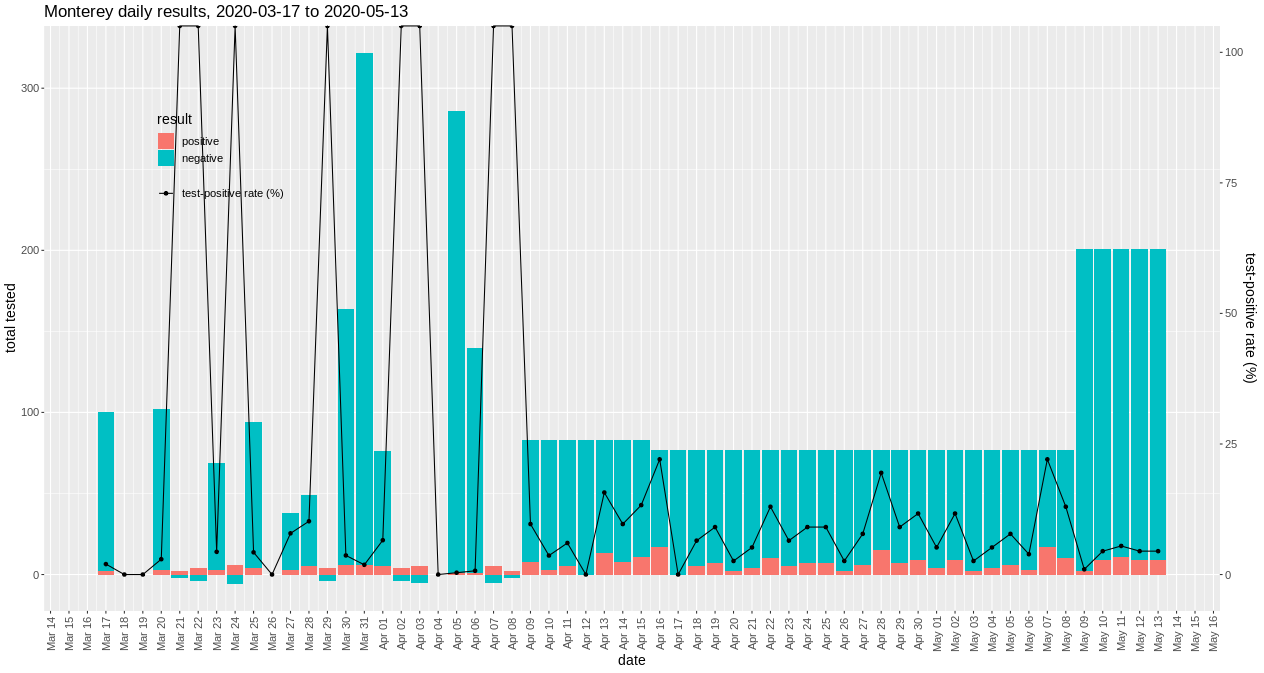 Monterey daily results, 2020-03-17 to 2020-05-13
300
200
100
0
total tested
result
positive
negative
test-positive rate (%)
100
75
50
25
0
test-positive rate (%)
Mar 14
Mar 15
Mar 16
Mar 17
Mar 18
Mar 19
Mar 20
Mar 21
Mar 22
Mar 23
Mar 24
Mar 25
Mar 26
Mar 27
Mar 28
Mar 29
Mar 30
Mar 31
Apr 01
Apr 02
Apr 03
Apr 04
Apr 05
Apr 06
Apr 07
Apr 08
Apr 09
Apr 10
Apr 11
Apr 12
Apr 13
Apr 14
Apr 15
Apr 16
Apr 17
Apr 18
Apr 19
Apr 20
Apr 21
Apr 22
Apr 23
Apr 24
Apr 25
Apr 26
Apr 27
Apr 28
Apr 29
Apr 30
May 01
May 02
May 03
May 04
May 05
May 06
May 07
May 08
May 09
May 10
May 11
May 12
May 13
May 14
May 15
May 16
date